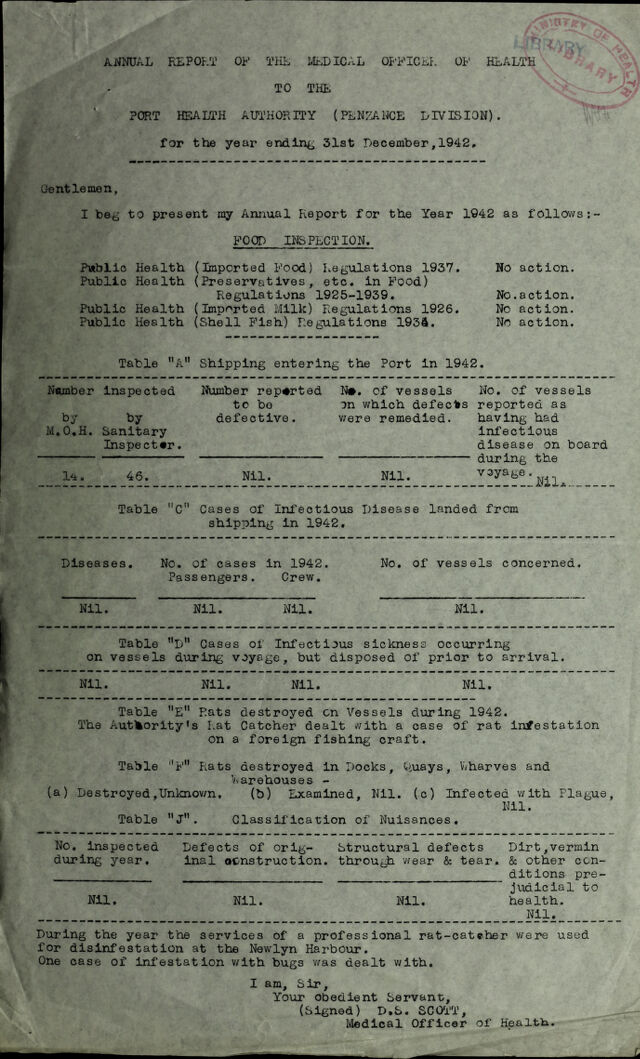 MINISTRY OF HEALTH
LIBRARY
LIBRARY
ANNUAL REPORT OF THE MEDICAL OFFICER OF HEALTH
TO THE
PORT HEALTH AUTHORITY (PENZANCE DIVISION).
for the year ending 31st December,1942.
Gentlemen,
I beg to present my Annual Report for the Year 1942 as follows:-
FOOD INSPECTION.
Public Health (Imported Food) Regulations 1937. No action.
Public Health (Preservatives, etc. in Food)
Regulations 1925-1939. No.action.
Public Health (Imported Milk) Regulations 1926. No action.
Public Health (Shell Fish) Regulations 1934. No action.
Table "A" Shipping entering the Port in 1942.
Number inspected Number reported No. of vessels No. of vessels
to be on which defects reported as
by by defective. were remedied. having had
M.O.H. Sanitary infectious
Inspector. disease on board
during the
14. 46. Nil. Nil. voyage. Nil.
Table "C" Cases of Infectious Disease landed from
shipping in 1942.
Diseases. No. of cases in 1942. No. of vessels concerned.
Passengers. Crew.
Nil. Nil. Nil. Nil.
Table "D" Cases of Infectious sickness occurring
on vessels during voyage, but disposed of prior to arrival.
Nil. Nil. Nil. Nil.
Table "E" Rats destroyed on Vessels during 1942.
The Authority's Rat Catcher dealt with a case of rat infestation
on a foreign fishing craft.
Table "F" Rats destroyed in Docks, Quays, Wharves and
Warehouses -
(a) Destroyed,Unknown. (b) Examined, Nil. (c) Infected with Plague,
Nil.
Table "J". Classification of Nuisances.
No. inspected Defects of orig- Structural defects Dirt,vermin
during year. inal construction. through wear & tear. & other con-
ditions pre-
judicial to
Nil. Nil. Nil. health.
Nil.
During the year the services of a professional rat-catcher were used
for disinfestation at the Newlyn Harbour.
One case of infestation with bugs was dealt with.
I am, Sir,
Your obedient Servant,
(Signed) D.S. SCOTT,
Medical Officer of Health.